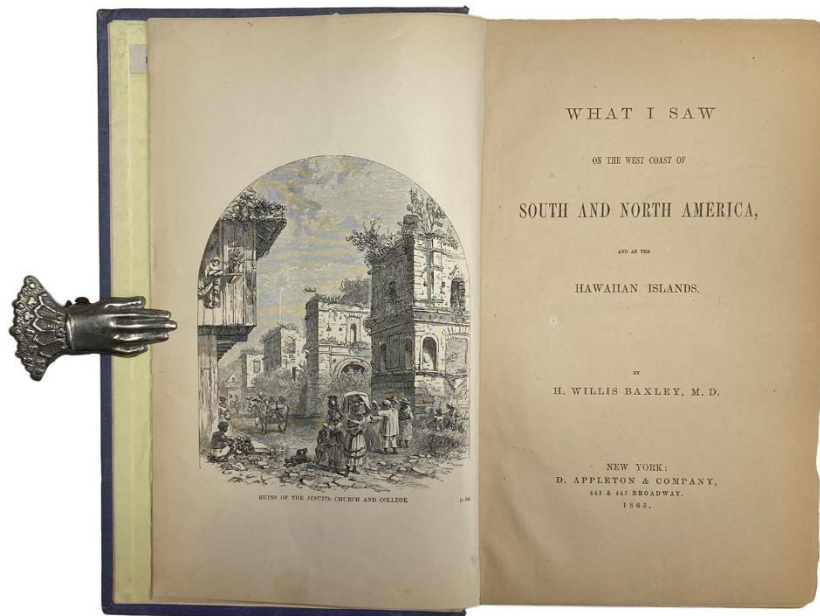 RUINS OF THE JESUITS CHURCH AND COLLEGE.
WHAT I SAW
ON THE WEST COAST OF
SOUTH AND NORTH AMERICA,
AND AT THE
HAWAIIAN ISLANDS.
BY
H. WILLIS BAXLEY, M. D.
NEW YORK:
D. APPLETON & COMPANY,
443 & 445 BROADWAY.
1865.